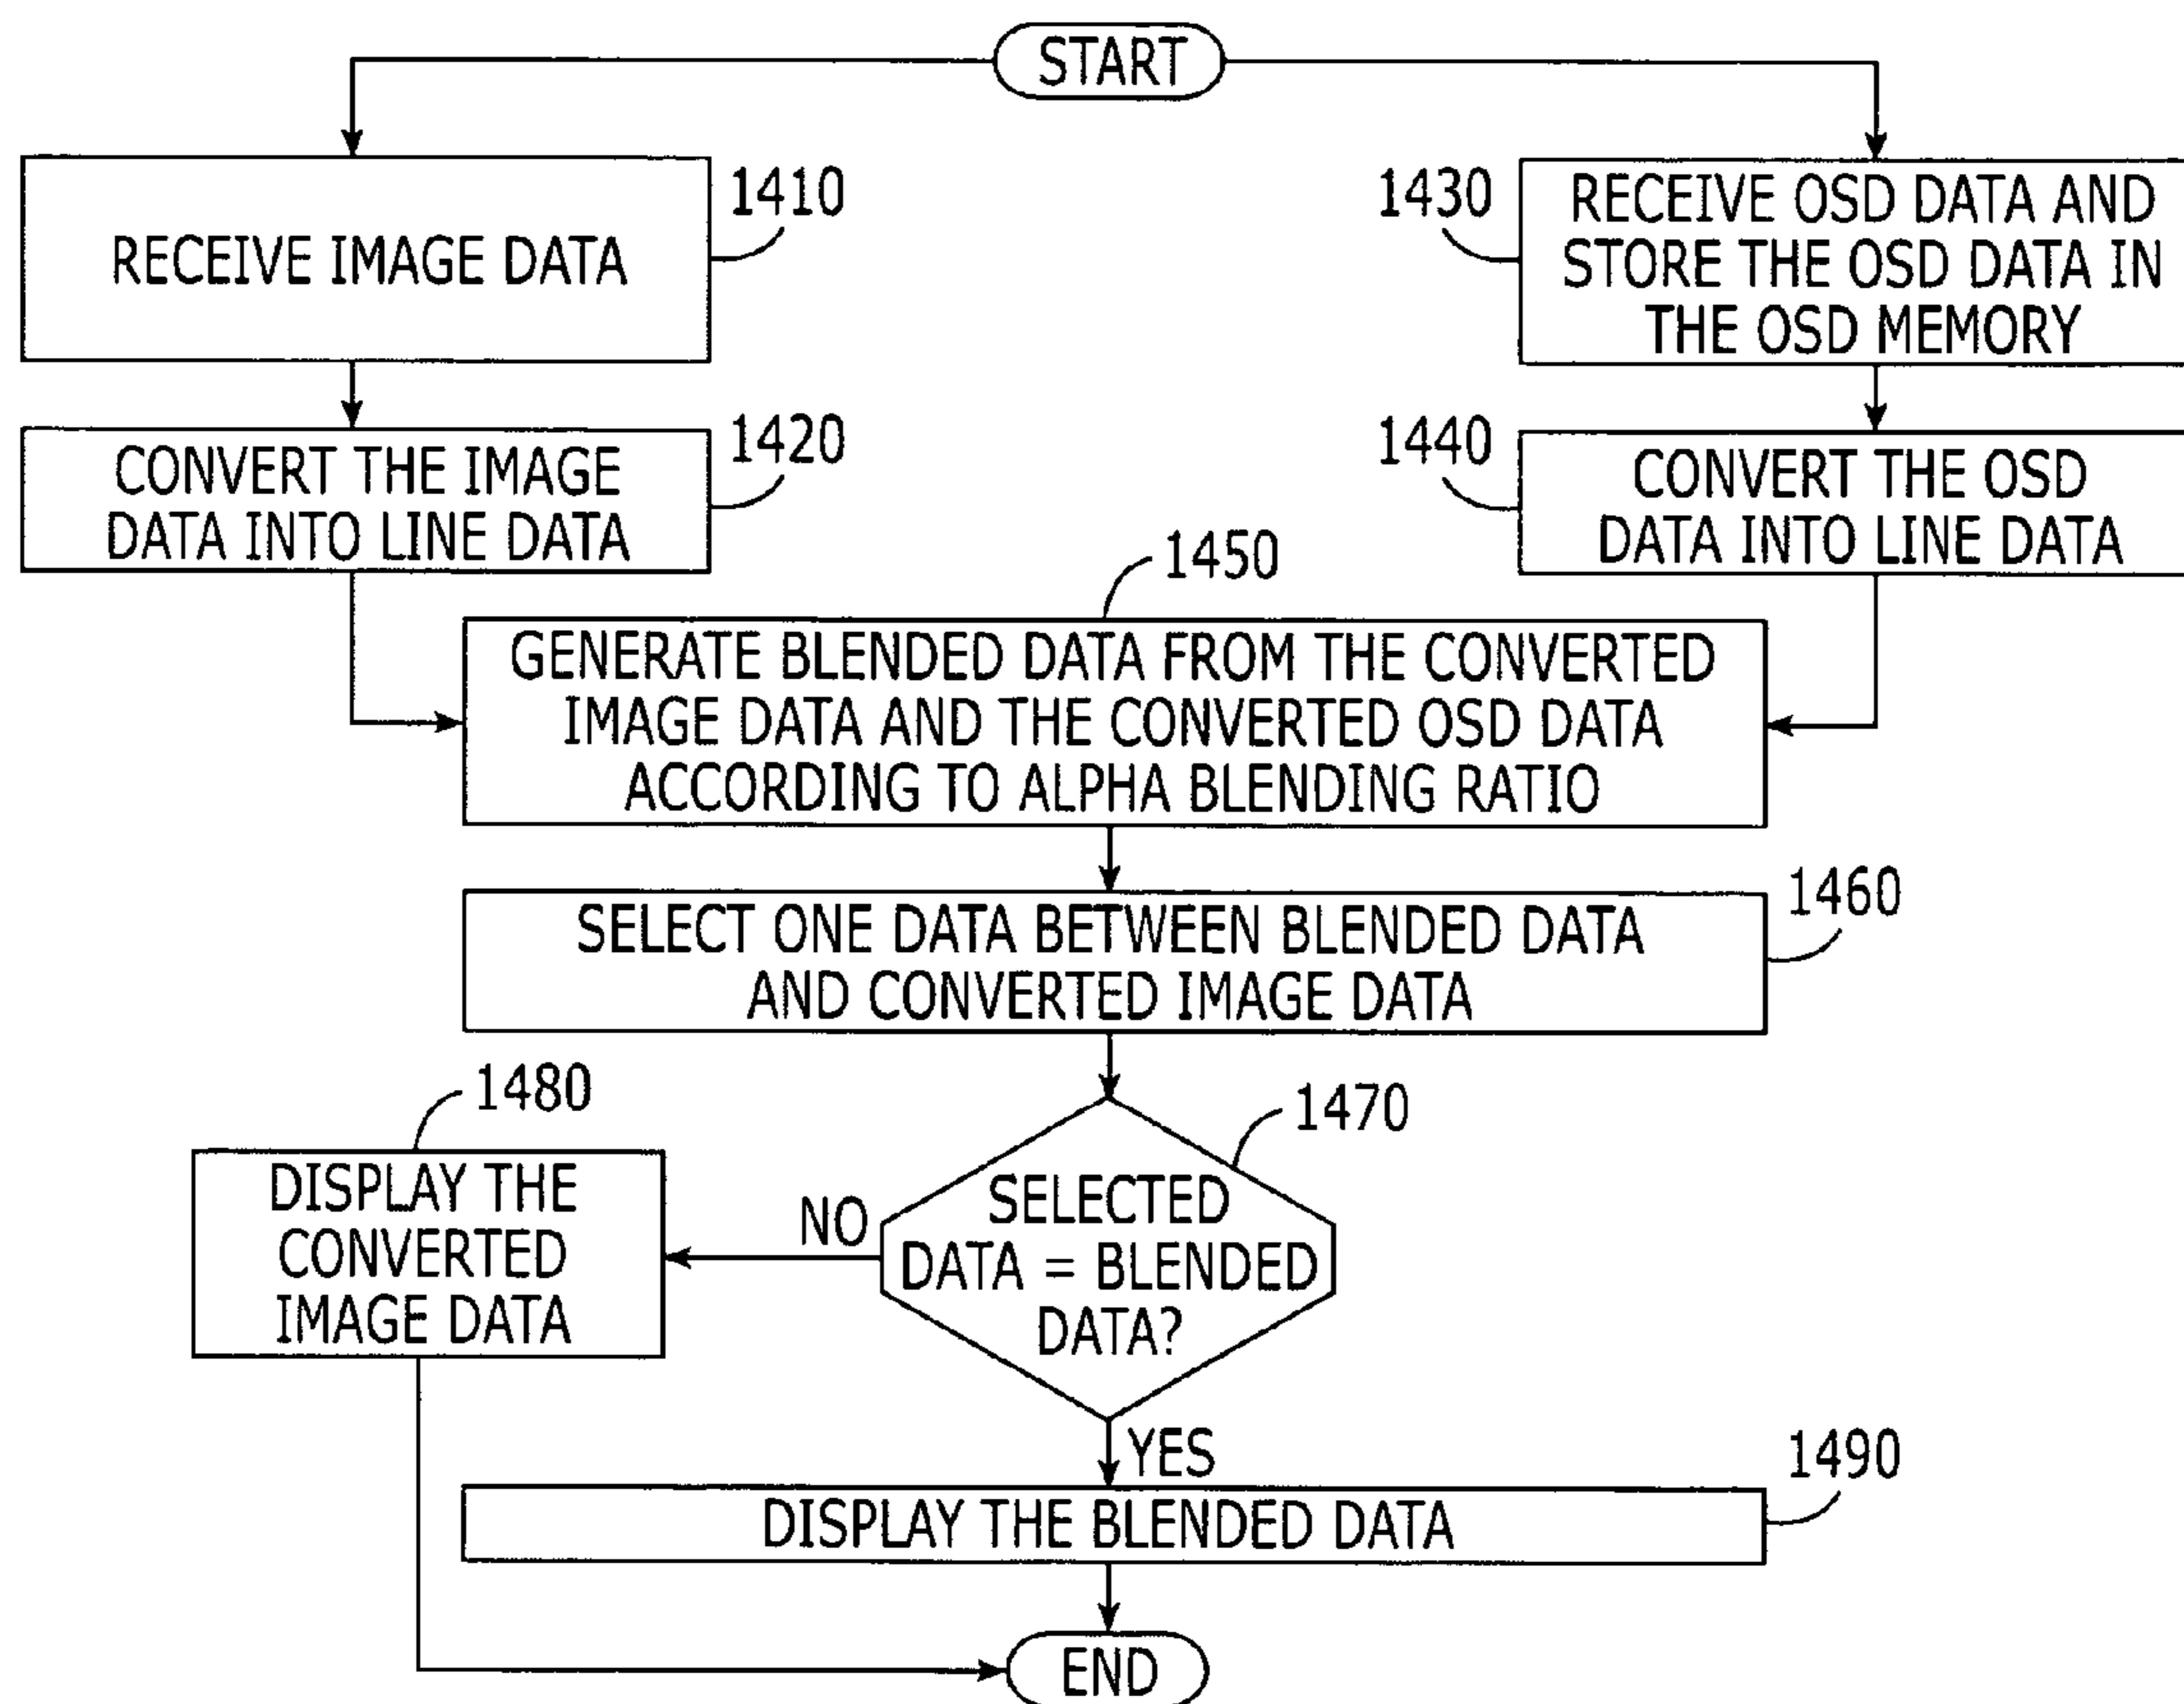 START
1410
RECEIVE IMAGE DATA
1430
RECEIVE OSD DATA AND
STORE THE OSD DATA IN
THE OSD MEMORY
1420
CONVERT THE IMAGE
DATA INTO LINE DATA
1440
CONVERT THE OSD
DATA INTO LINE DATA
1450
GENERATE BLENDED DATA FROM THE CONVERTED
IMAGE DATA AND THE CONVERTED OSD DATA
ACCORDING TO ALPHA BLENDING RATIO
1460
SELECT ONE DATA BETWEEN BLENDED DATA
AND CONVERTED IMAGE DATA
1470
SELECTED
DATA = BLENDED
DATA?
NO
1480
DISPLAY THE
CONVERTED
IMAGE DATA
YES
1490
DISPLAY THE BLENDED DATA
END